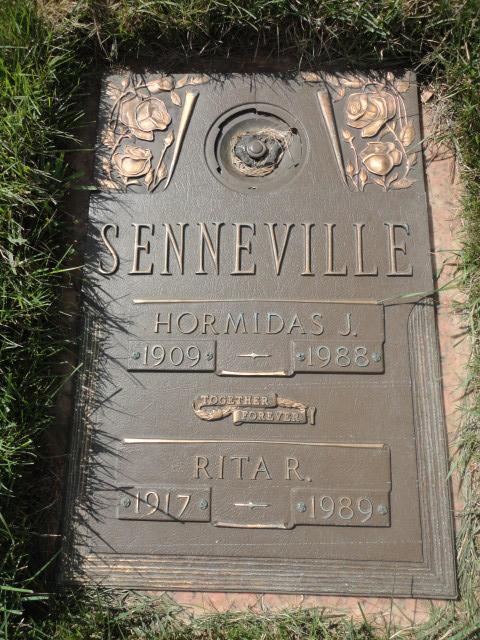 SENNEVILLE
HORMIDAS J.
1909 1988
TOGETHER
FOREVER
RITA R.
1917 1989